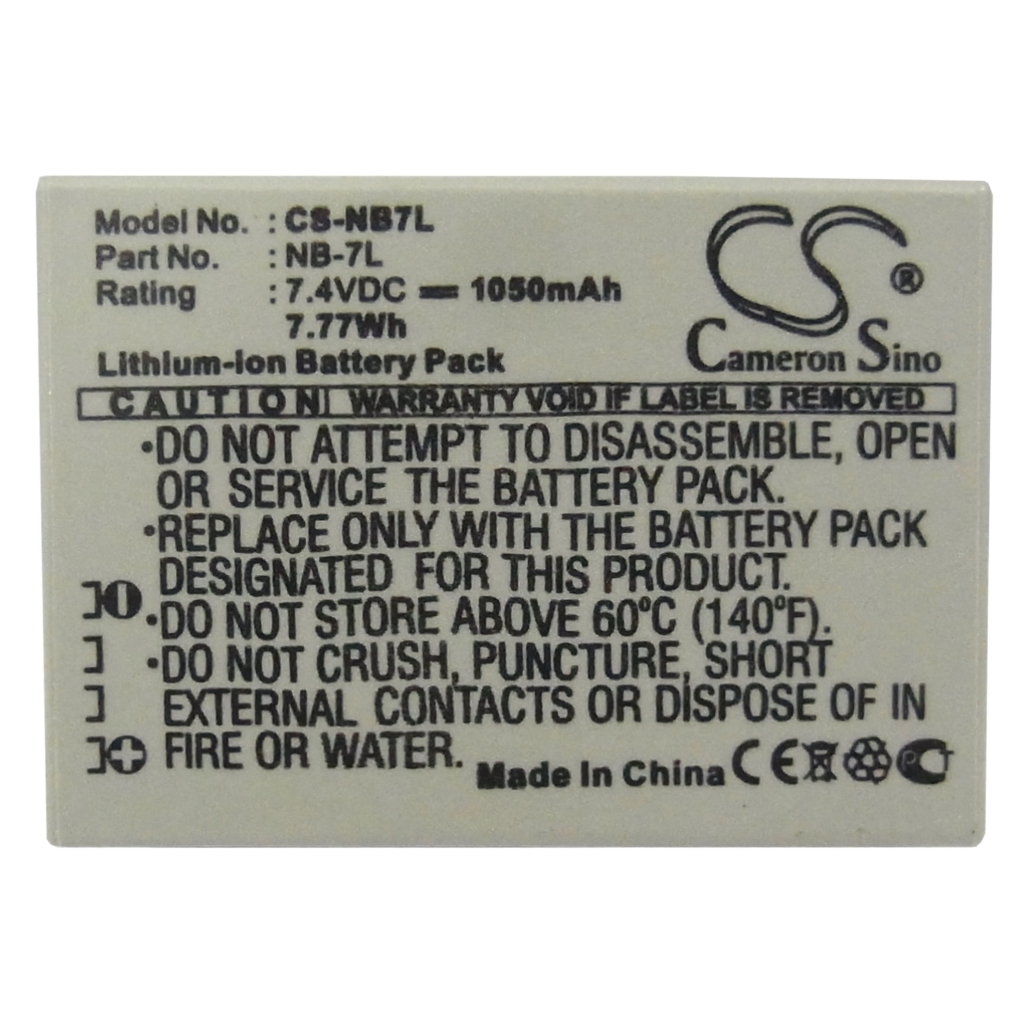 Model No. : CS-NB7L
Part No. : NB-7L
Rating : 7.4VDC ⎓ 1050mAh
7.77Wh
Lithium-ion Battery Pack
CS ®
Cameron Sino
CAUTION! WARRANTY VOID IF LABEL IS REMOVED
•DO NOT ATTEMPT TO DISASSEMBLE, OPEN
OR SERVICE THE BATTERY PACK.
•REPLACE ONLY WITH THE BATTERY PACK
DESIGNATED FOR THIS PRODUCT.
•DO NOT STORE ABOVE 60°C (140°F).
•DO NOT CRUSH, PUNCTURE, SHORT
EXTERNAL CONTACTS OR DISPOSE OF IN
FIRE OR WATER.
Made In China CE PCT